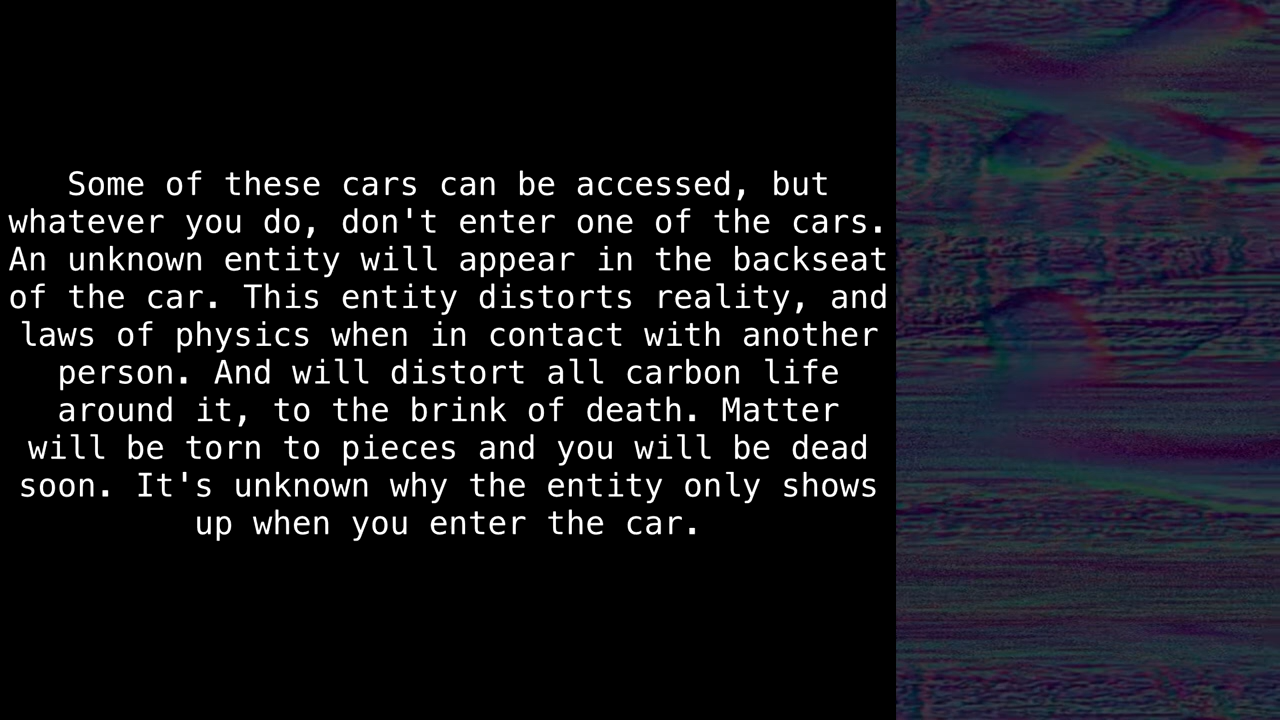 Some of these cars can be accessed, but
whatever you do, don't enter one of the cars.
An unknown entity will appear in the backseat
of the car. This entity distorts reality, and
laws of physics when in contact with another
person. And will distort all carbon life
around it, to the brink of death. Matter
will be torn to pieces and you will be dead
soon. It's unknown why the entity only shows
up when you enter the car.